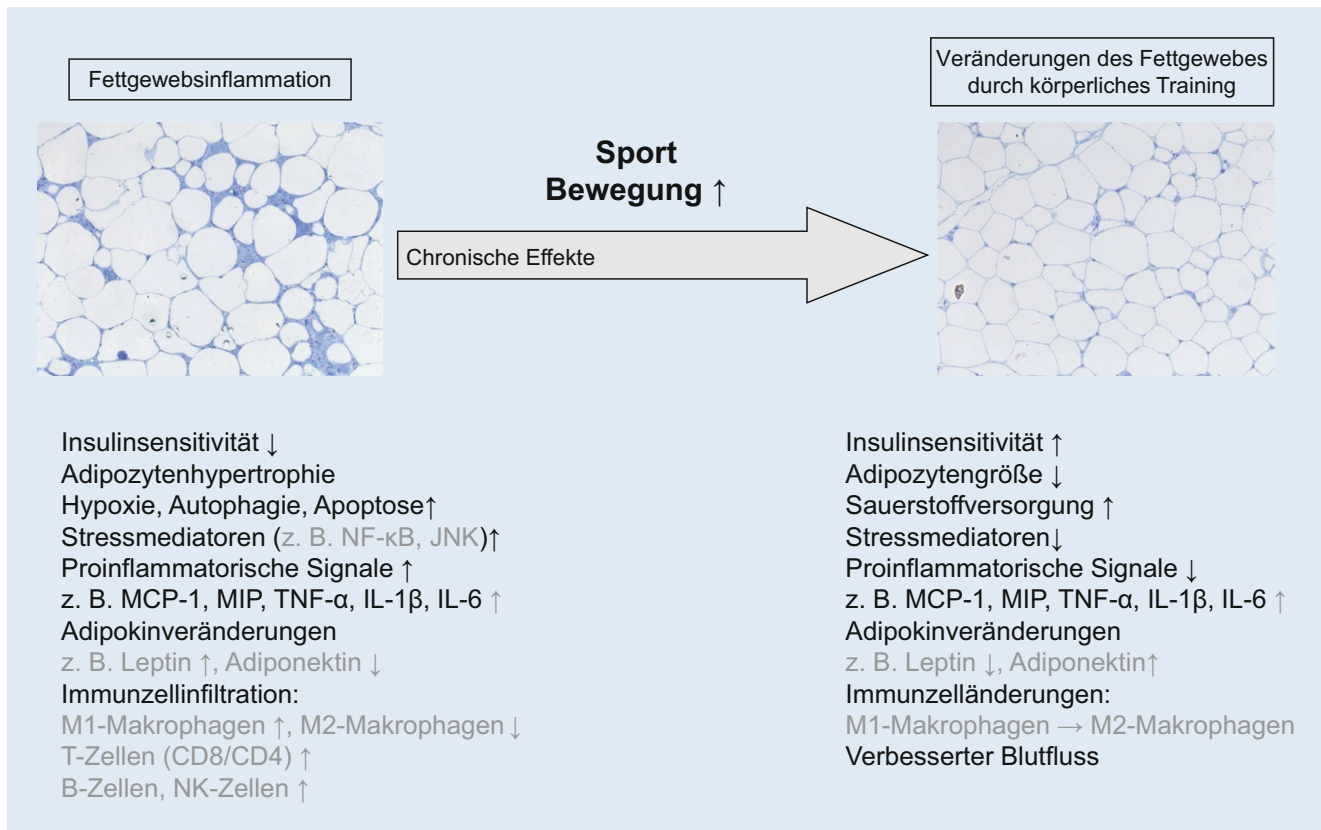 Fettgewebsinflammation
Veränderungen des Fettgewebes
durch körperliches Training
Sport
Bewegung ↑
Chronische Effekte
Insulinsensitivität ↓
Adipozytenhypertrophie
Hypoxie, Autophagie, Apoptose↑
Stressmediatoren (z. B. NF-κB, JNK)↑
Proinflammatorische Signale ↑
z. B. MCP-1, MIP, TNF-α, IL-1β, IL-6 ↑
Adipokinveränderungen
z. B. Leptin ↑, Adiponektin ↓
Immunzellinfiltration:
M1-Makrophagen ↑, M2-Makrophagen ↓
T-Zellen (CD8/CD4) ↑
B-Zellen, NK-Zellen ↑
Insulinsensitivität ↑
Adipozytengröße ↓
Sauerstoffversorgung ↑
Stressmediatoren↓
Proinflammatorische Signale ↓
z. B. MCP-1, MIP, TNF-α, IL-1β, IL-6 ↑
Adipokinveränderungen
z. B. Leptin ↓, Adiponektin↑
Immunzelländerungen:
M1-Makrophagen → M2-Makrophagen
Verbesserter Blutfluss